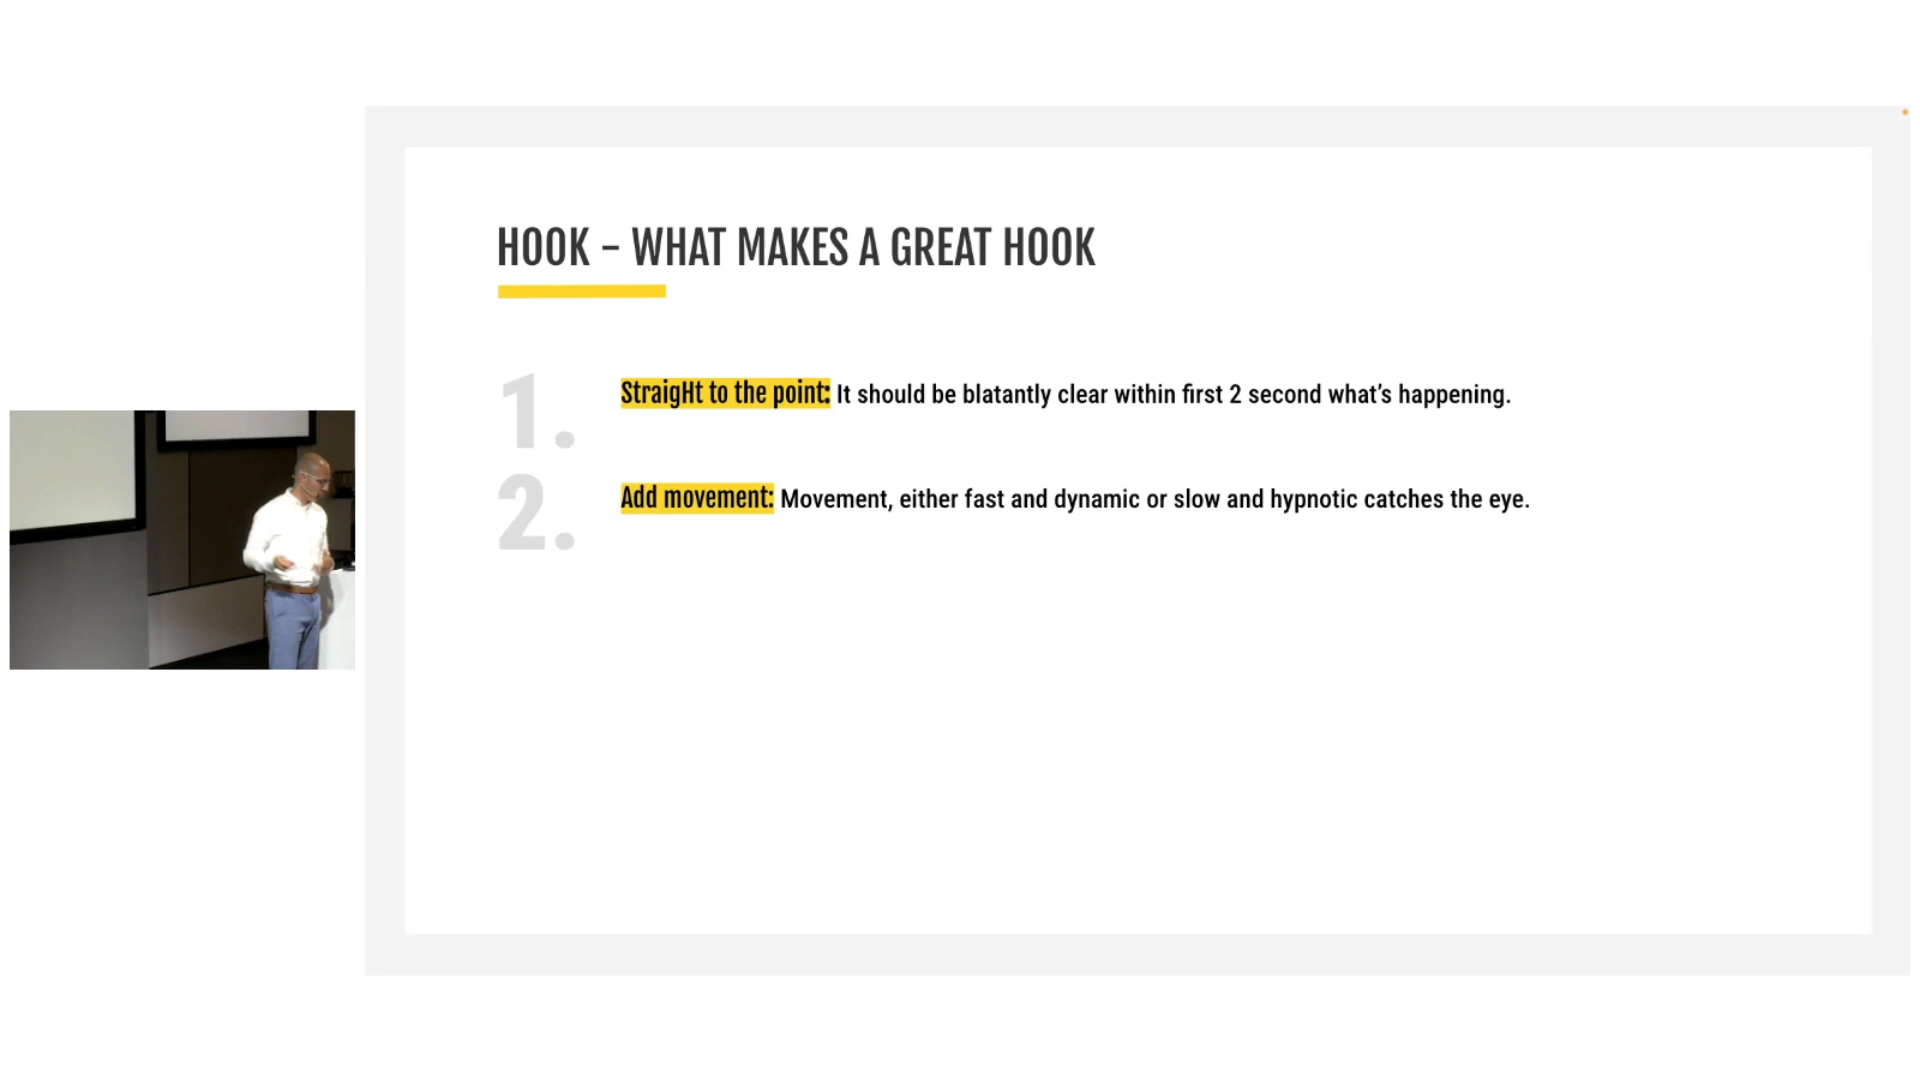 HOOK - WHAT MAKES A GREAT HOOK
1. StraigHt to the point: It should be blatantly clear within first 2 second what’s happening.
2. Add movement: Movement, either fast and dynamic or slow and hypnotic catches the eye.